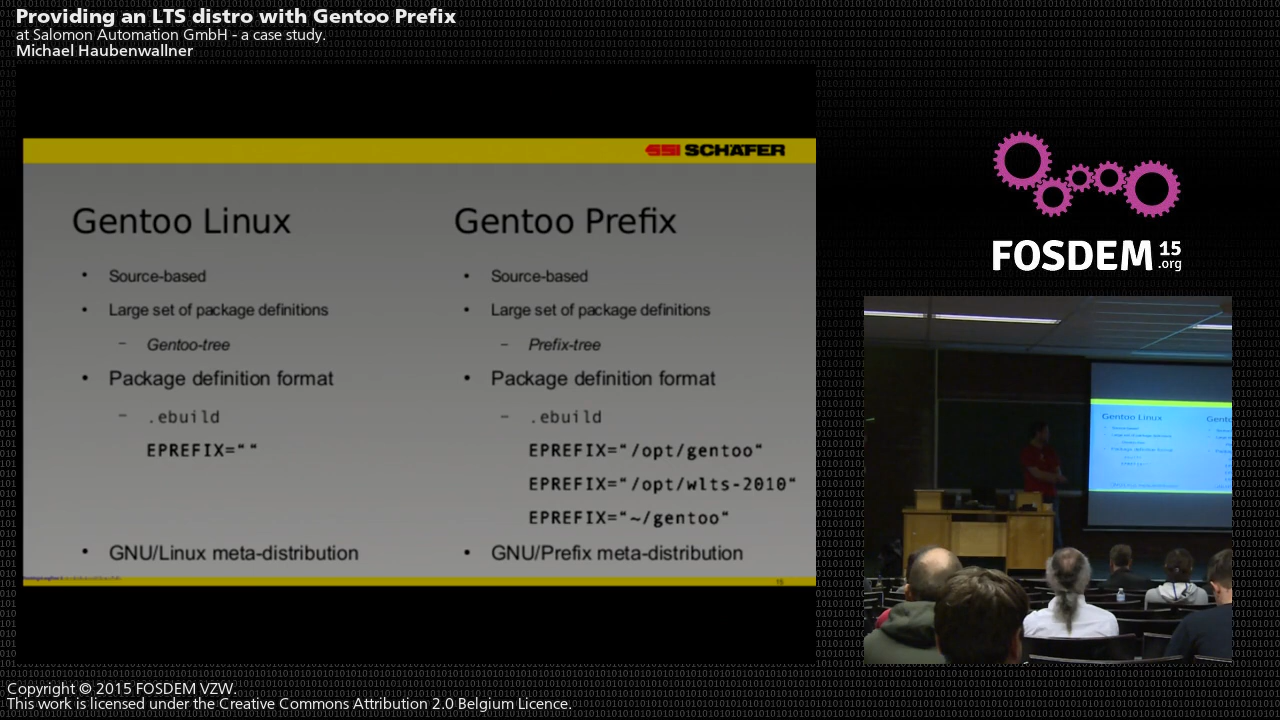 Providing an LTS distro with Gentoo Prefix
at Salomon Automation GmbH - a case study.
Michael Haubenwallner
SSI SCHÄFER
Gentoo Linux
• Source-based
• Large set of package definitions
– Gentoo-tree
• Package definition format
– .ebuild
EPREFIX=“ “
• GNU/Linux meta-distribution
Gentoo Prefix
• Source-based
• Large set of package definitions
– Prefix-tree
• Package definition format
– .ebuild
EPREFIX=“/opt/gentoo“
EPREFIX=“/opt/wlts-2010“
EPREFIX=“~/gentoo“
• GNU/Prefix meta-distribution
15
FOSDEM 15
.org
Gentoo Linux
Copyright © 2015 FOSDEM VZW.
This work is licensed under the Creative Commons Attribution 2.0 Belgium Licence.